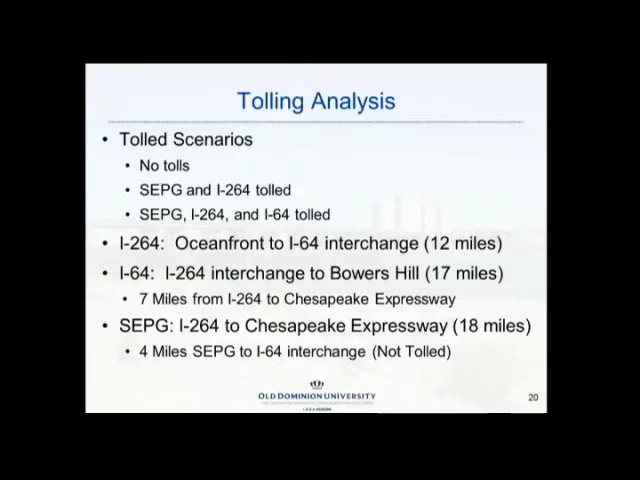 Tolling Analysis
• Tolled Scenarios
• No tolls
• SEPG and I-264 tolled
• SEPG, I-264, and I-64 tolled
• I-264: Oceanfront to I-64 interchange (12 miles)
• I-64: I-264 interchange to Bowers Hill (17 miles)
• 7 Miles from I-264 to Chesapeake Expressway
• SEPG: I-264 to Chesapeake Expressway (18 miles)
• 4 Miles SEPG to I-64 interchange (Not Tolled)
OLD DOMINION UNIVERSITY
20